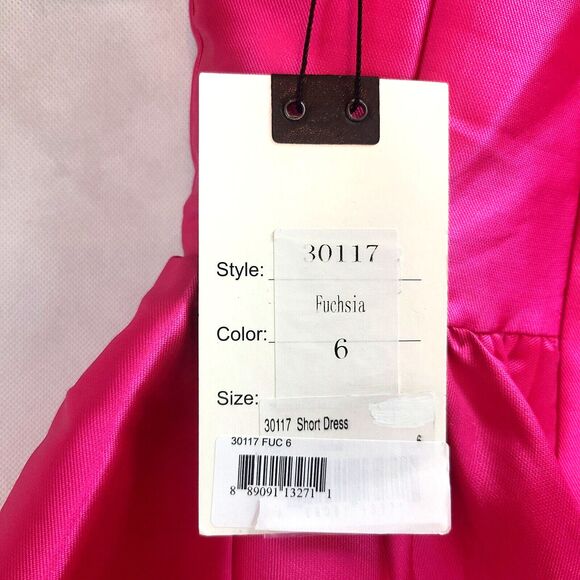 Style: 30117
Fuchsia
Color:
6
Size:
30117 Short Dress
6
30117 FUC 6
8 89091 13271 1